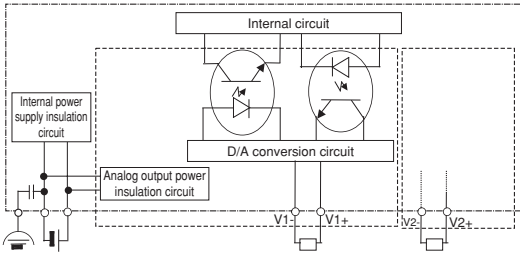 Internal circuit
Internal power
supply insulation
circuit
D/A conversion circuit
Analog output power
insulation circuit
V1- V1+ V2- V2+